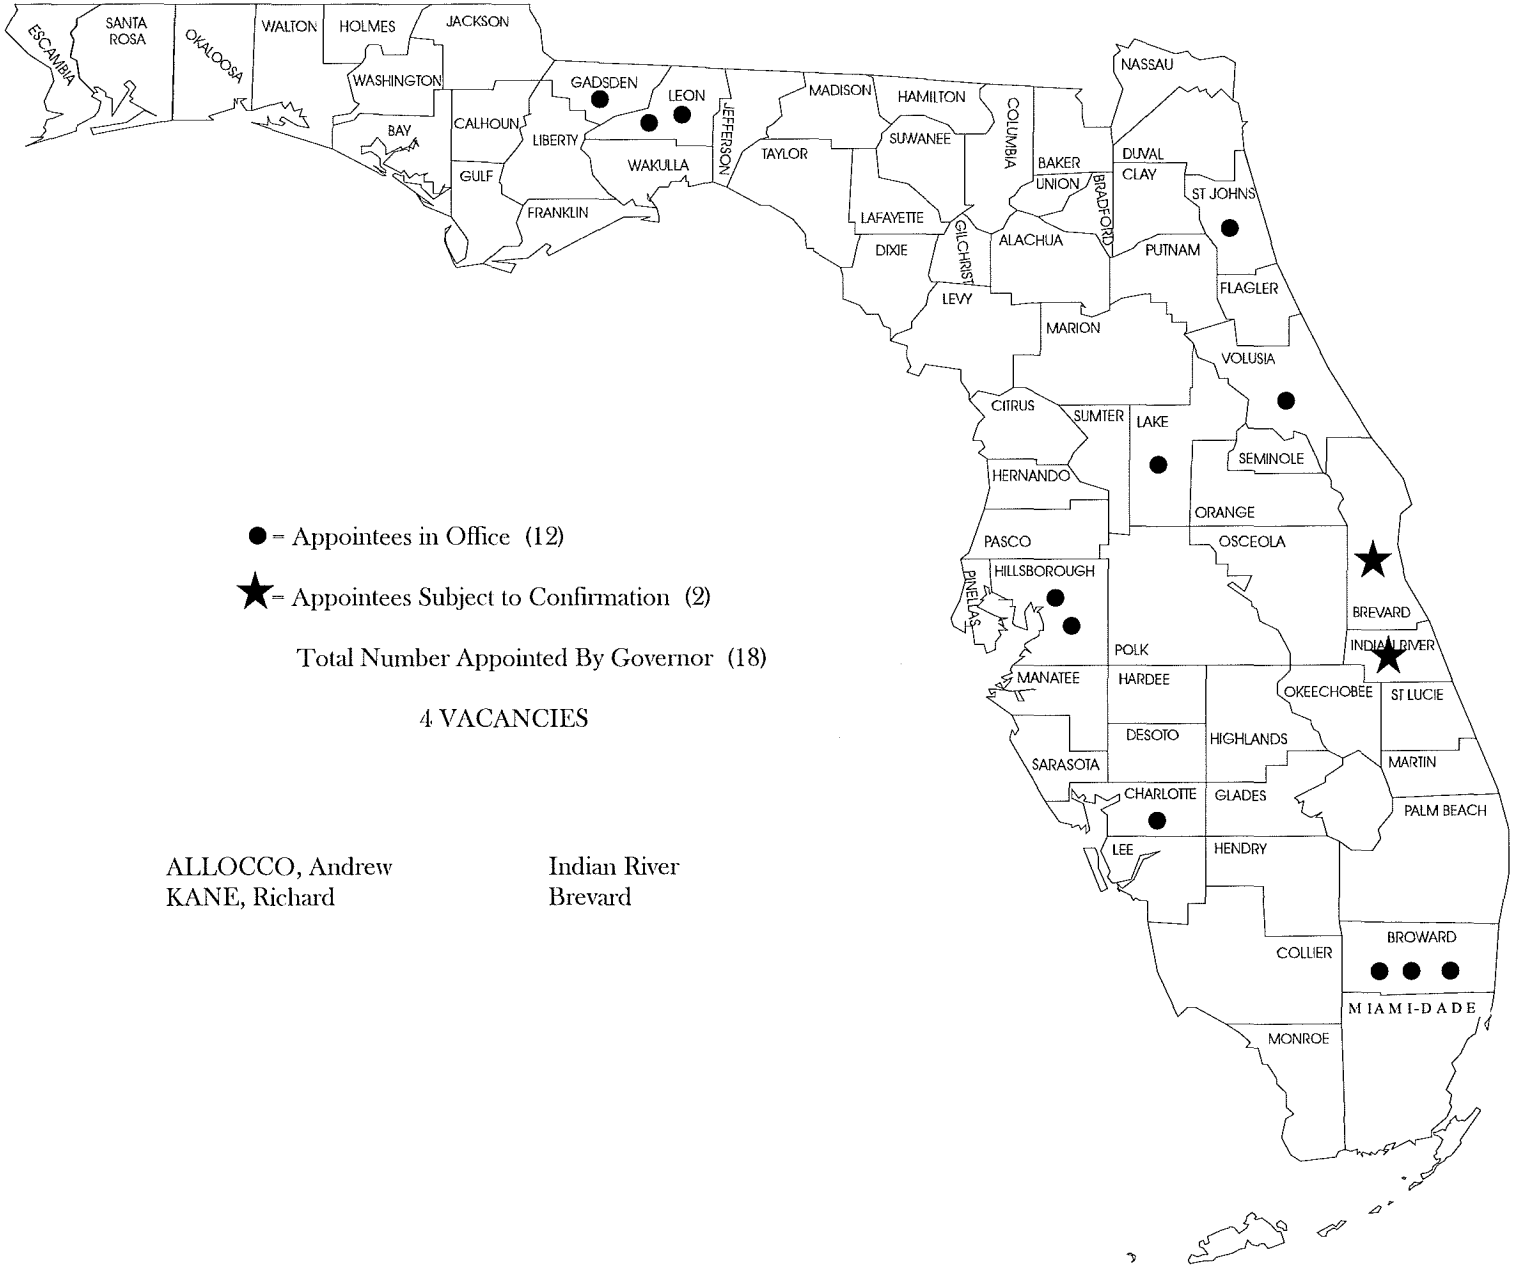 ESCAMBIA
SANTA
ROSA
OKALOOSA
WALTON
HOLMES
JACKSON
WASHINGTON
BAY
CALHOUN
GULF
GADSDEN
LIBERTY
LEON
JEFFERSON
WAKULLA
FRANKLIN
MADISON
TAYLOR
HAMILTON
SUWANEE
COLUMBIA
LAFAYETTE
DIXIE
GILCHRIST
NASSAU
BAKER
UNION
BRADFORD
DUVAL
CLAY
ST JOHNS
ALACHUA
PUTNAM
LEVY
FLAGLER
MARION
VOLUSIA
CITRUS
SUMTER
LAKE
SEMINOLE
HERNANDO
ORANGE
PASCO
OSCEOLA
PINELLAS
HILLSBOROUGH
POLK
BREVARD
INDIAN RIVER
MANATEE
HARDEE
OKEECHOBEE
ST LUCIE
DESOTO
HIGHLANDS
SARASOTA
MARTIN
CHARLOTTE
GLADES
PALM BEACH
LEE
HENDRY
COLLIER
BROWARD
MIAMI-DADE
MONROE
= Appointees in Office (12)
= Appointees Subject to Confirmation (2)
Total Number Appointed By Governor (18)
4 VACANCIES
ALLOCCO, Andrew Indian River
KANE, Richard Brevard